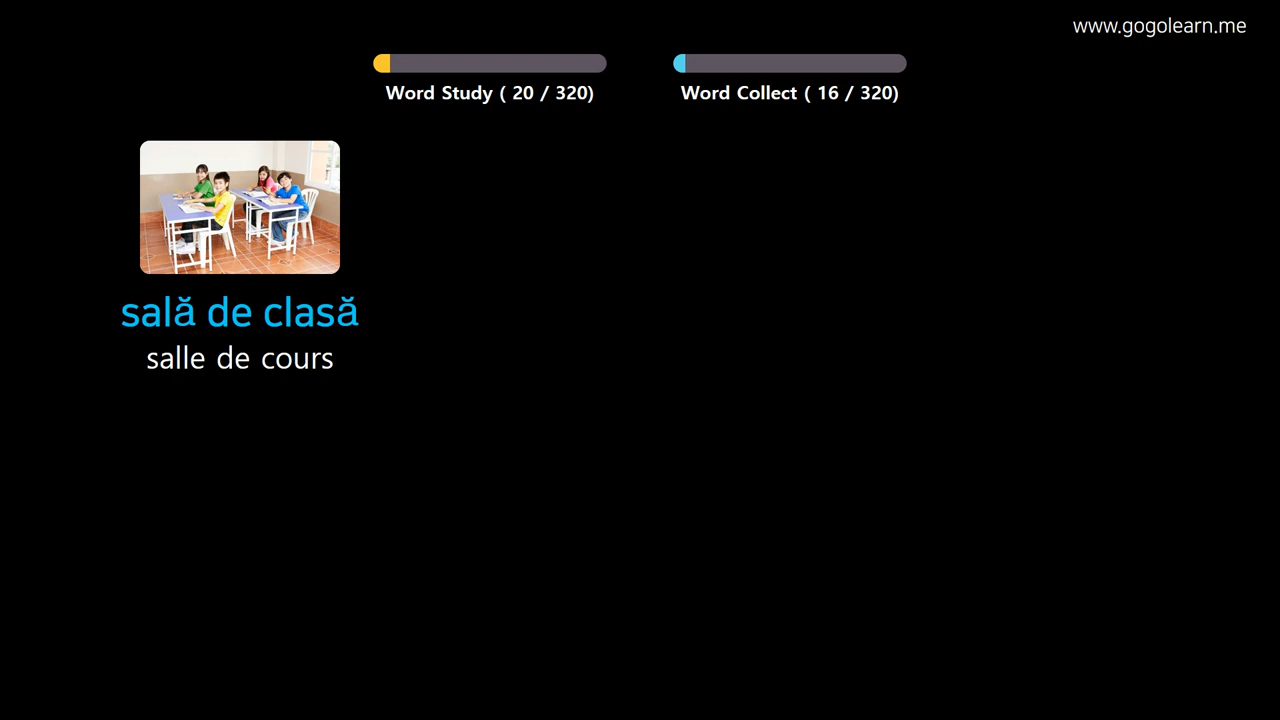 www.gogolearn.me
Word Study ( 20 / 320)
Word Collect ( 16 / 320)
sală de clasă
salle de cours